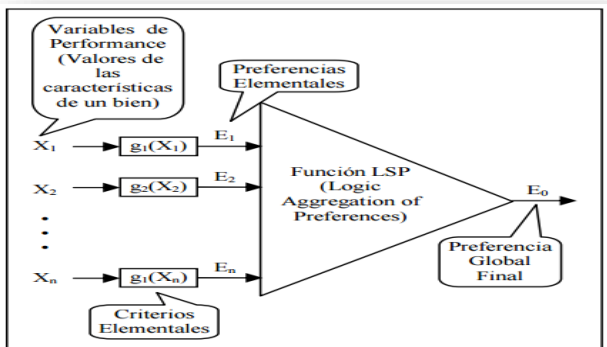 Variables de
Performance
(Valores de
las
características
de un bien)
Preferencias
Elementales
X₁
g₁(X₁)
E₁
X₂
g₂(X₂)
E₂
Xₙ
g₁(Xₙ)
Eₙ
Función LSP
(Logic
Aggregation of
Preferences)
E₀
Preferencia
Global
Final
Criterios
Elementales